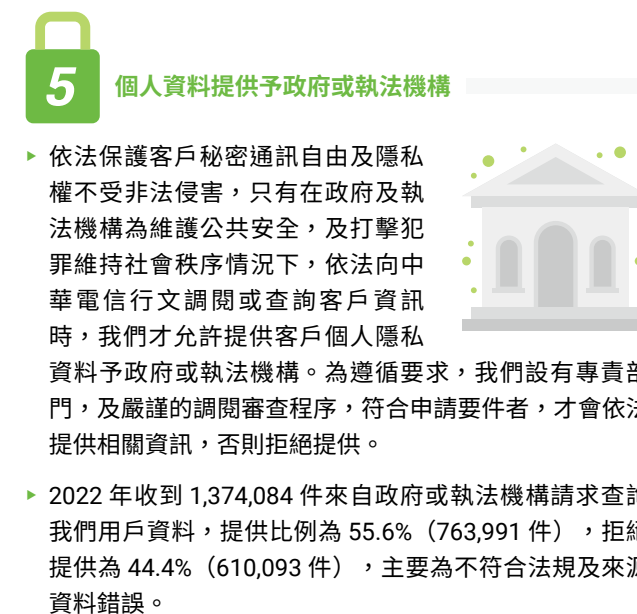 5
個人資料提供予政府或執法機構
▸ 依法保護客戶秘密通訊自由及隱私
權不受非法侵害，只有在政府及執
法機構為維護公共安全，及打擊犯
罪維持社會秩序情況下，依法向中
華電信行文調閱或查詢客戶資訊
時，我們才允許提供客戶個人隱私
資料予政府或執法機構。為遵循要求，我們設有專責部
門，及嚴謹的調閱審查程序，符合申請要件者，才會依法
提供相關資訊，否則拒絕提供。
▸ 2022 年收到 1,374,084 件來自政府或執法機構請求查詢
我們用戶資料，提供比例為 55.6%（763,991 件），拒絕
提供為 44.4%（610,093 件），主要為不符合法規及來源
資料錯誤。